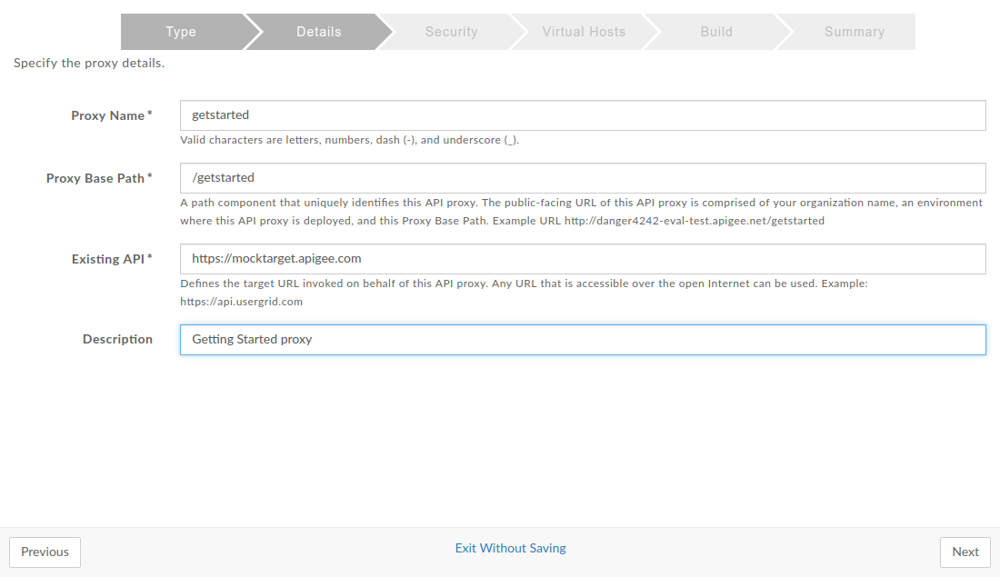 Type Details Security Virtual Hosts Build Summary
Specify the proxy details.
Proxy Name* getstarted
Valid characters are letters, numbers, dash (-), and underscore (_).
Proxy Base Path* /getstarted
A path component that uniquely identifies this API proxy. The public-facing URL of this API proxy is comprised of your organization name, an environment
where this API proxy is deployed, and this Proxy Base Path. Example URL http://danger4242-eval-test.apigee.net/getstarted
Existing API* https://mocktarget.apigee.com
Defines the target URL invoked on behalf of this API proxy. Any URL that is accessible over the open Internet can be used. Example:
https://api.usergrid.com
Description Getting Started proxy
Previous Exit Without Saving Next